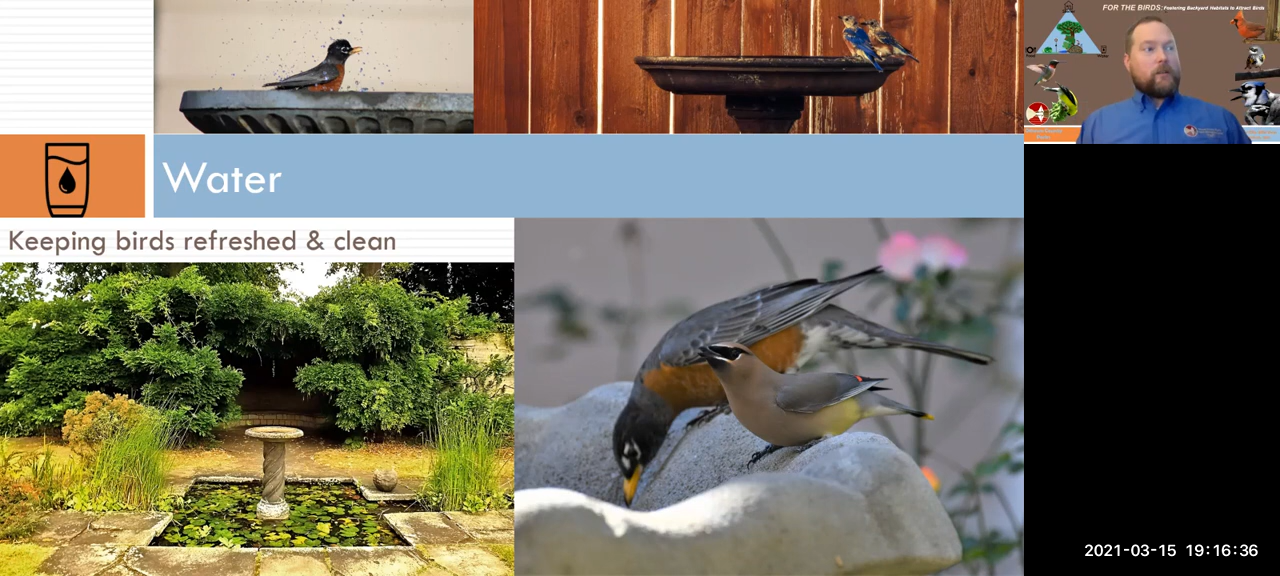 FOR THE BIRDS: Fostering Backyard Habitats to Attract Birds
Water
Keeping birds refreshed & clean
2021-03-15 19:16:36